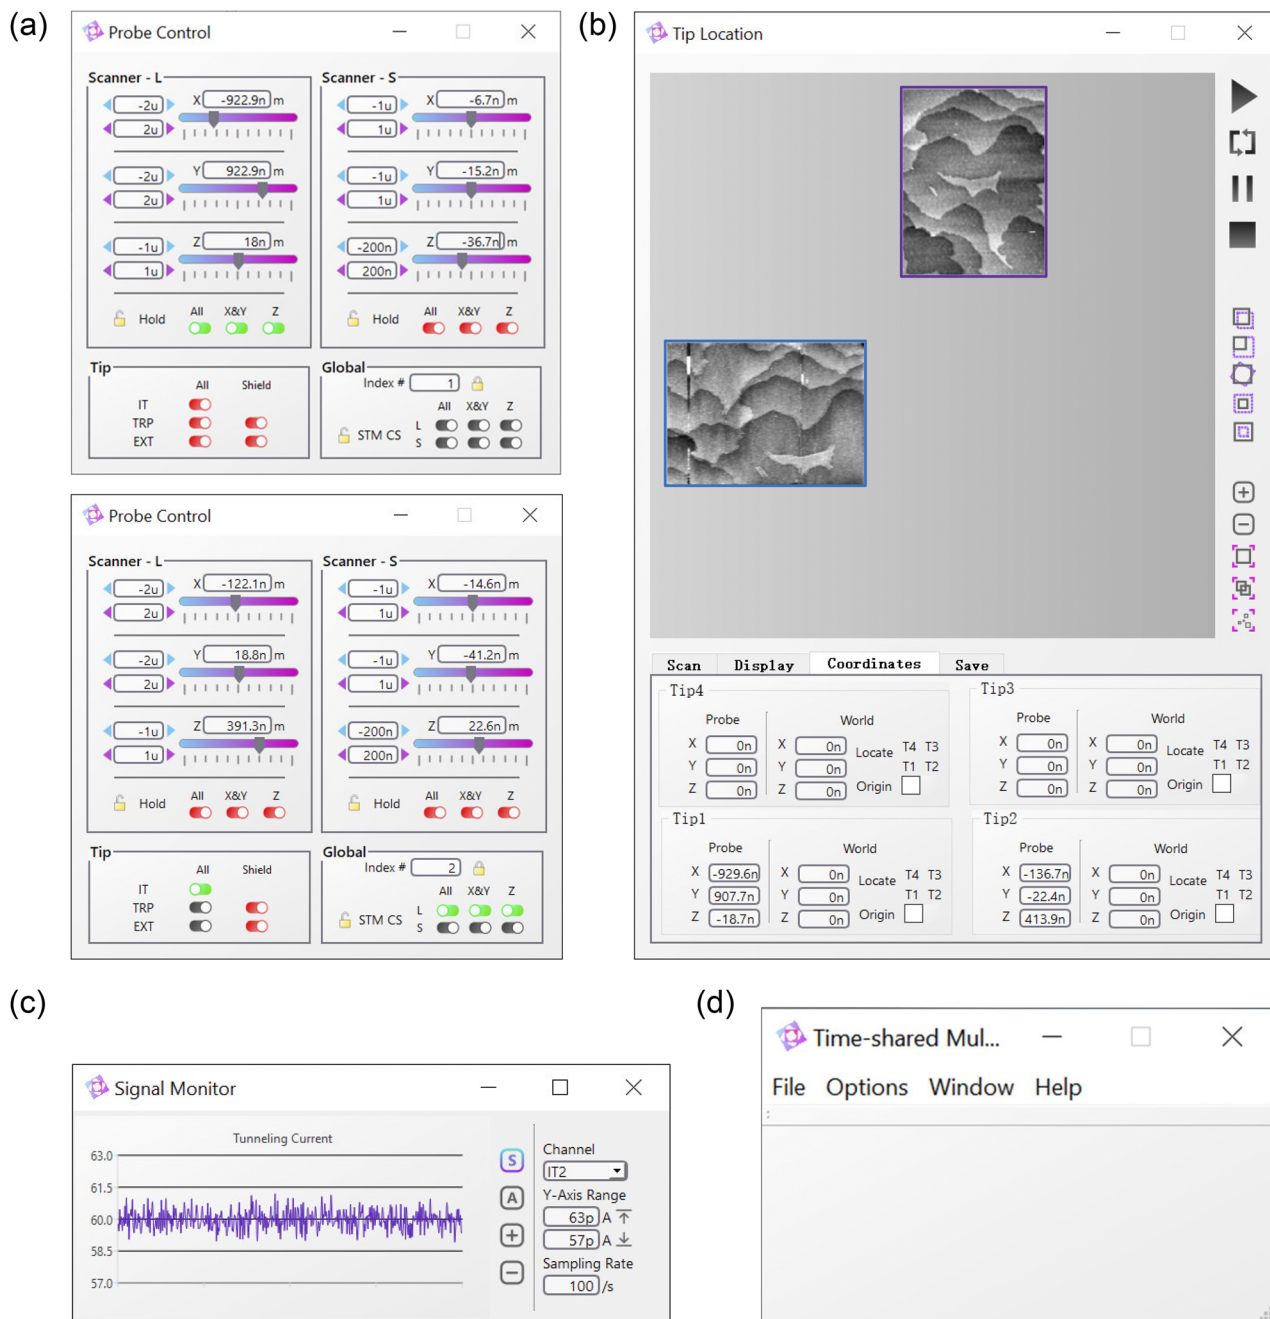 (a)
Probe Control
Scanner - L
Scanner - S
-2u X -922.9n m
2u
-1u X -6.7n m
1u
-2u Y 922.9n m
2u
-1u Y -15.2n m
1u
-1u Z 18n m
1u
-200n Z -36.7n m
200n
Hold All X&Y Z
Hold All X&Y Z
Tip
All Shield
IT
TRP
EXT
Global
Index # 1
All X&Y Z
STM CS L
S
Probe Control
Scanner - L
Scanner - S
-2u X -122.1n m
2u
-1u X -14.6n m
1u
-2u Y 18.8n m
2u
-1u Y -41.2n m
1u
-1u Z 391.3n m
1u
-200n Z 22.6n m
200n
Hold All X&Y Z
Hold All X&Y Z
Tip
All Shield
IT
TRP
EXT
Global
Index # 2
All X&Y Z
STM CS L
S
(b)
Tip Location
Scan Display Coordinates Save
Tip4
Probe World
X 0n X 0n Locate T4 T3
Y 0n Y 0n T1 T2
Z 0n Z 0n Origin
Tip3
Probe World
X 0n X 0n Locate T4 T3
Y 0n Y 0n T1 T2
Z 0n Z 0n Origin
Tip1
Probe World
X -929.6n X 0n Locate T4 T3
Y 907.7n Y 0n T1 T2
Z -18.7n Z 0n Origin
Tip2
Probe World
X -136.7n X 0n Locate T4 T3
Y -22.4n Y 0n T1 T2
Z 413.9n Z 0n Origin
(c)
Signal Monitor
Tunneling Current
63.0
61.5
60.0
58.5
57.0
S
A
Channel
IT2
Y-Axis Range
63p A
57p A
Sampling Rate
100 /s
(d)
Time-shared Mul...
File Options Window Help